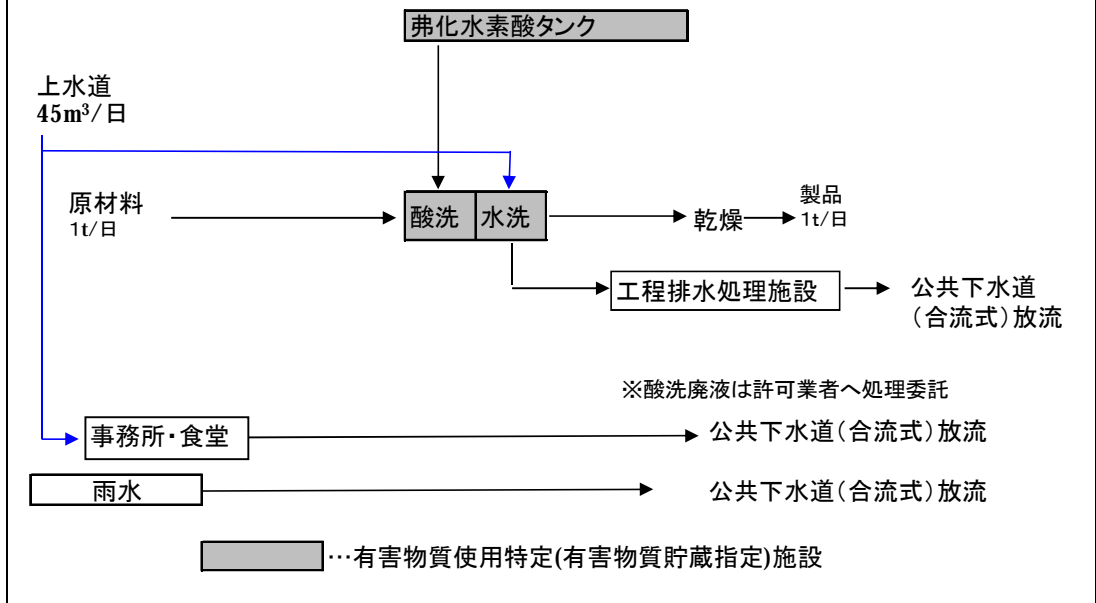 弗化水素酸タンク
上水道
45m³/日
原材料
1t/日
酸洗 水洗
乾燥
製品
1t/日
工程排水処理施設
公共下水道
(合流式)放流
※酸洗廃液は許可業者へ処理委託
事務所・食堂
公共下水道(合流式)放流
雨水
公共下水道(合流式)放流
…有害物質使用特定(有害物質貯蔵指定)施設